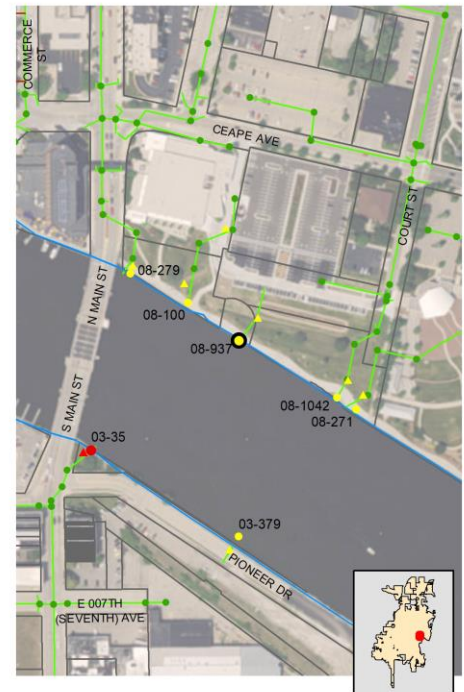 COMMERCE
ST
CEAPE AVE
COURT ST
N MAIN ST
08-279
08-100
08-937
08-1042
08-271
S MAIN ST
03-35
03-379
PIONEER DR
E 007TH
(SEVENTH) AVE